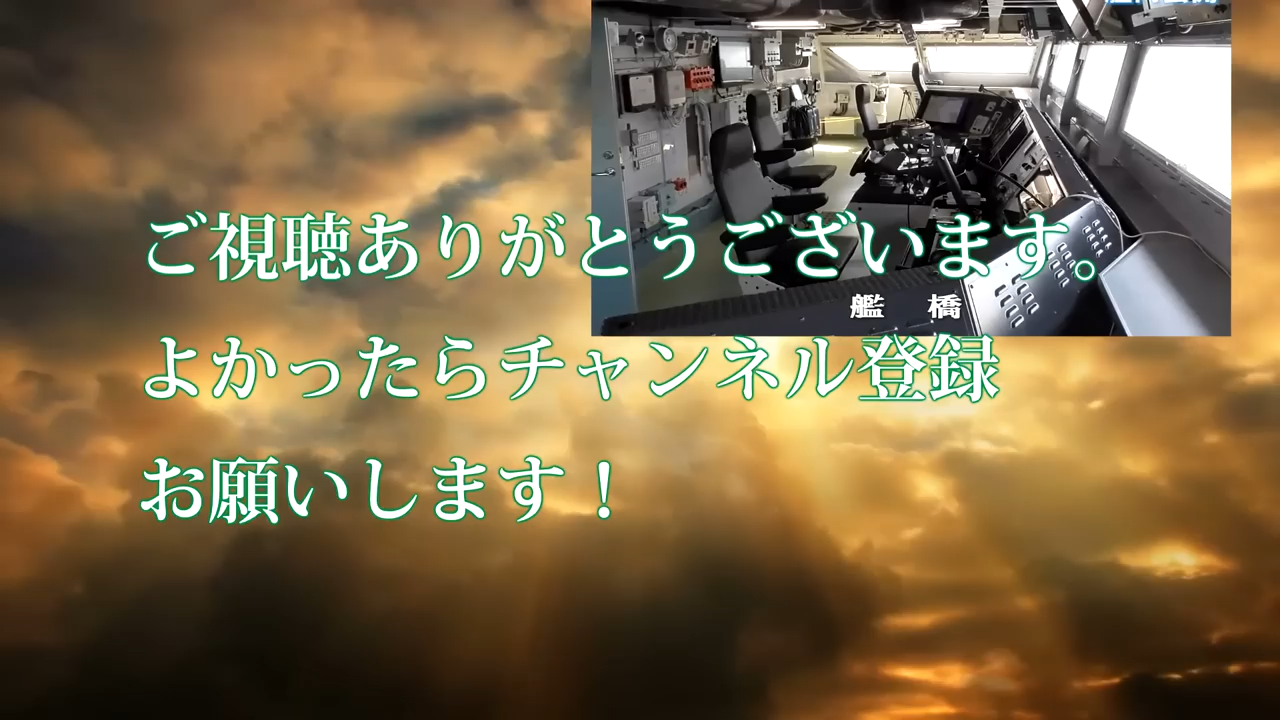 ご視聴ありがとうございます。
艦橋
よかったらチャンネル登録
お願いします！